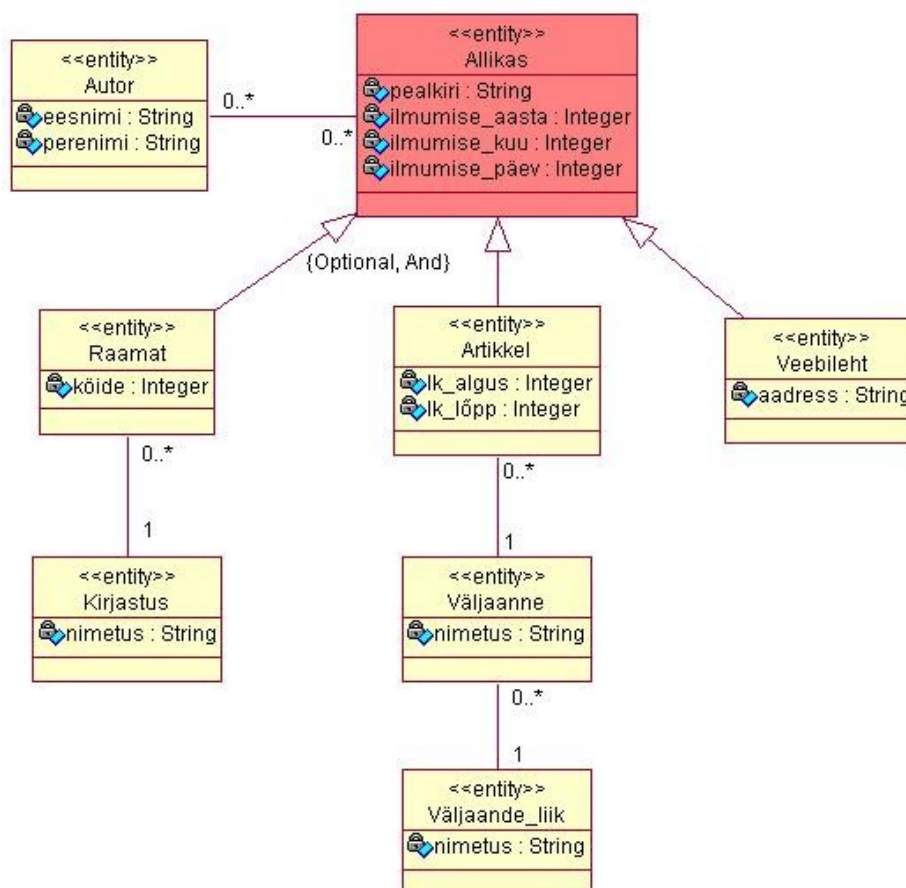 <<entity>>
Autor
eesnimi : String
perenimi : String
0..*
0..*
<<entity>>
Allikas
pealkiri : String
ilmumise_aasta : Integer
ilmumise_kuu : Integer
ilmumise_päev : Integer
{Optional, And}
<<entity>>
Raamat
köide : Integer
<<entity>>
Artikkel
lk_algus : Integer
lk_lőpp : Integer
<<entity>>
Veebileht
aadress : String
0..*
1
0..*
1
<<entity>>
Kirjastus
nimetus : String
<<entity>>
Väljaanne
nimetus : String
0..*
1
<<entity>>
Väljaande_liik
nimetus : String